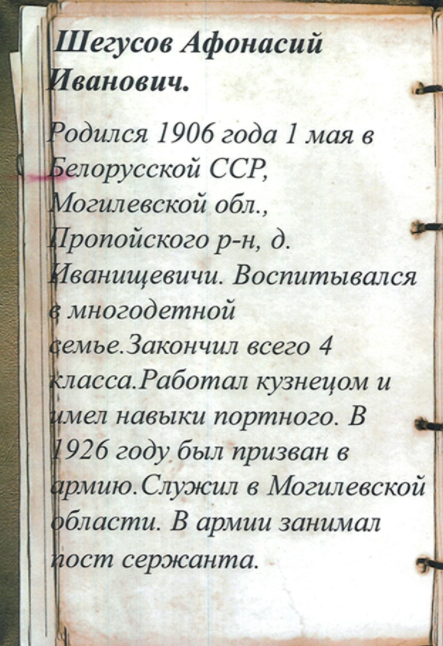 Шегусов Афонасий
Иванович.
Родился 1906 года 1 мая в
Белорусской ССР,
Могилевской обл.,
Пропойского р-н, д.
Иванищевичи. Воспитывался
в многодетной
семье.Закончил всего 4
класса.Работал кузнецом и
имел навыки портного. В
1926 году был призван в
армию.Служил в Могилевской
области. В армии занимал
пост сержанта.